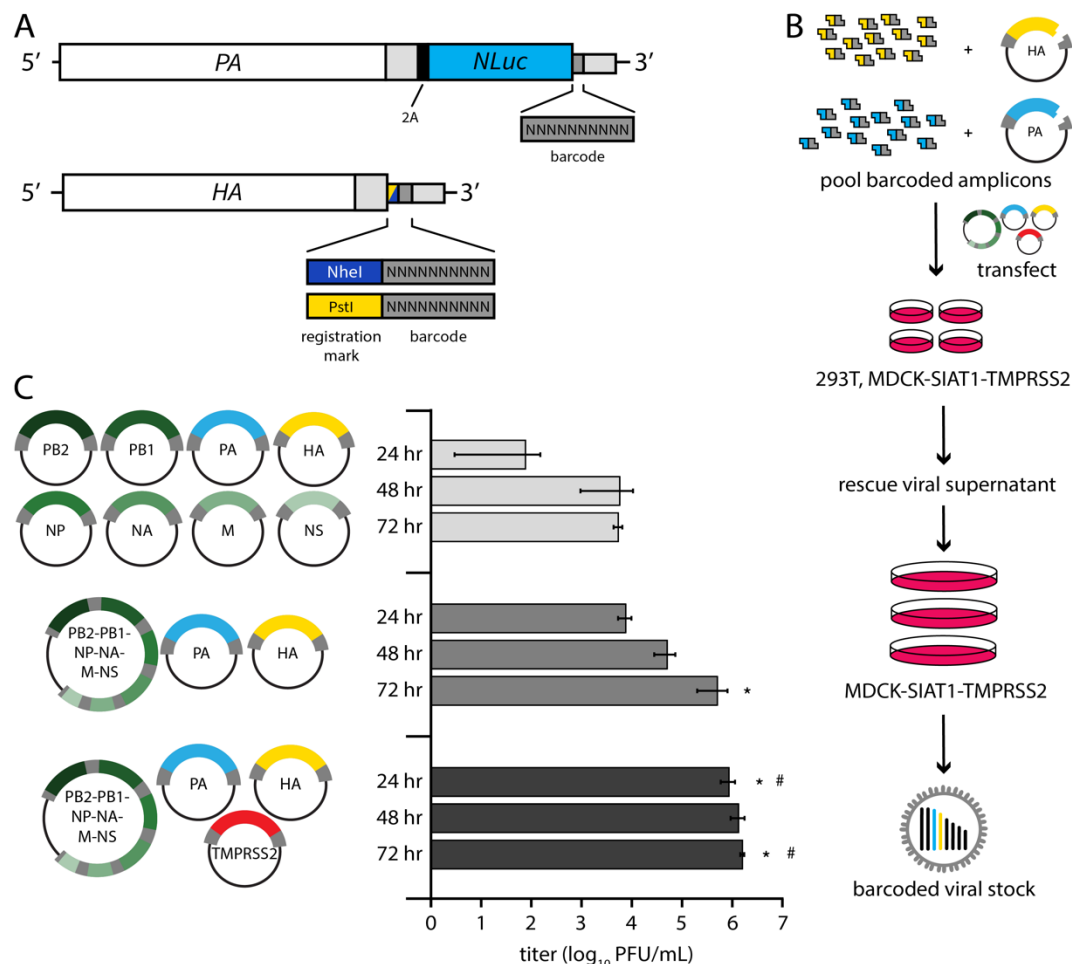 A
5′ PA NLuc 3′
2A
NNNNNNNNNN
barcode
5′ HA 3′
NheI NNNNNNNNNN
PstI NNNNNNNNNN
registration
mark
barcode
B
+ HA
+ PA
pool barcoded amplicons
transfect
293T, MDCK-SIAT1-TMPRSS2
rescue viral supernatant
MDCK-SIAT1-TMPRSS2
barcoded viral stock
C
PB2 PB1 PA HA
NP NA M NS
24 hr
48 hr
72 hr
PB2-PB1-
NP-NA-
M-NS
PA HA
24 hr
48 hr
72 hr *
PB2-PB1-
NP-NA-
M-NS
PA HA
TMPRSS2
24 hr * #
48 hr
72 hr * #
0 1 2 3 4 5 6 7
titer (log₁₀ PFU/mL)